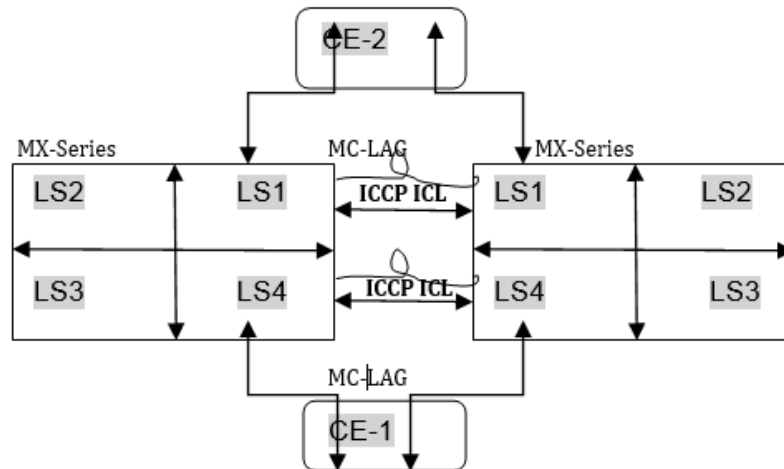 CE-2
MX-Series MC-LAG MX-Series
LS2 LS1 LS1 LS2
ICCP ICL
LS3 LS4 LS4 LS3
ICCP ICL
MC-LAG
CE-1